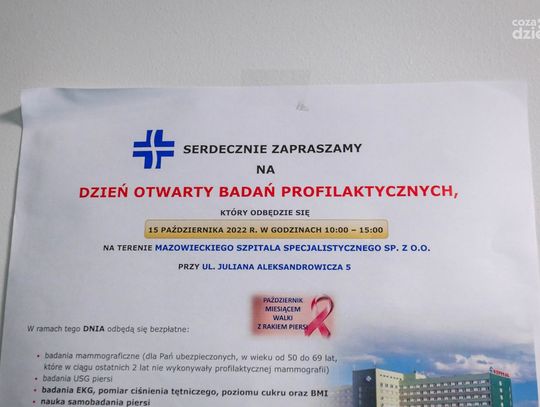 SERDECZNIE ZAPRASZAMY
NA
DZIEŃ OTWARTY BADAŃ PROFILAKTYCZNYCH,
KTÓRY ODBĘDZIE SIĘ
15 PAŹDZIERNIKA 2022 R. W GODZINACH 10:00 – 15:00
NA TERENIE MAZOWIECKIEGO SZPITALA SPECJALISTYCZNEGO SP. Z O.O.
PRZY UL. JULIANA ALEKSANDROWICZA 5
PAŹDZIERNIK
MIESIĄCEM
WALKI
Z RAKIEM PIERSI
W ramach tego DNIA odbędą się bezpłatne:
• badania mammograficzne (dla Pań ubezpieczonych, w wieku od 50 do 69 lat,
które w ciągu ostatnich 2 lat nie wykonywały profilaktycznej mammografii)
• badania USG piersi
• badania EKG, pomiar ciśnienia tętniczego, poziomu cukru oraz BMI
• nauka samobadania piersi